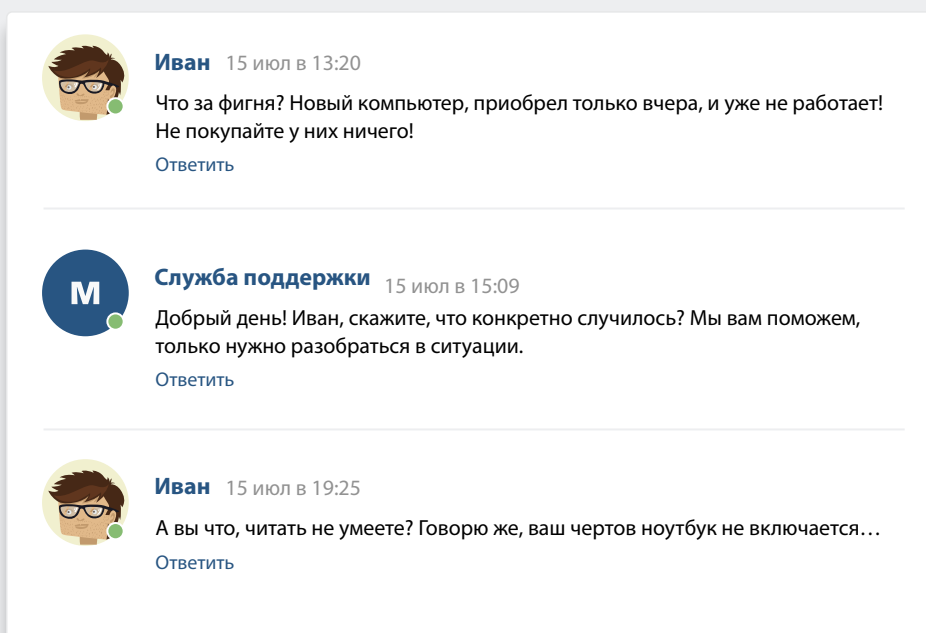 Иван 15 июл в 13:20
Что за фигня? Новый компьютер, приобрел только вчера, и уже не работает!
Не покупайте у них ничего!
Ответить
М
Служба поддержки 15 июл в 15:09
Добрый день! Иван, скажите, что конкретно случилось? Мы вам поможем,
только нужно разобраться в ситуации.
Ответить
Иван 15 июл в 19:25
А вы что, читать не умеете? Говорю же, ваш чертов ноутбук не включается…
Ответить